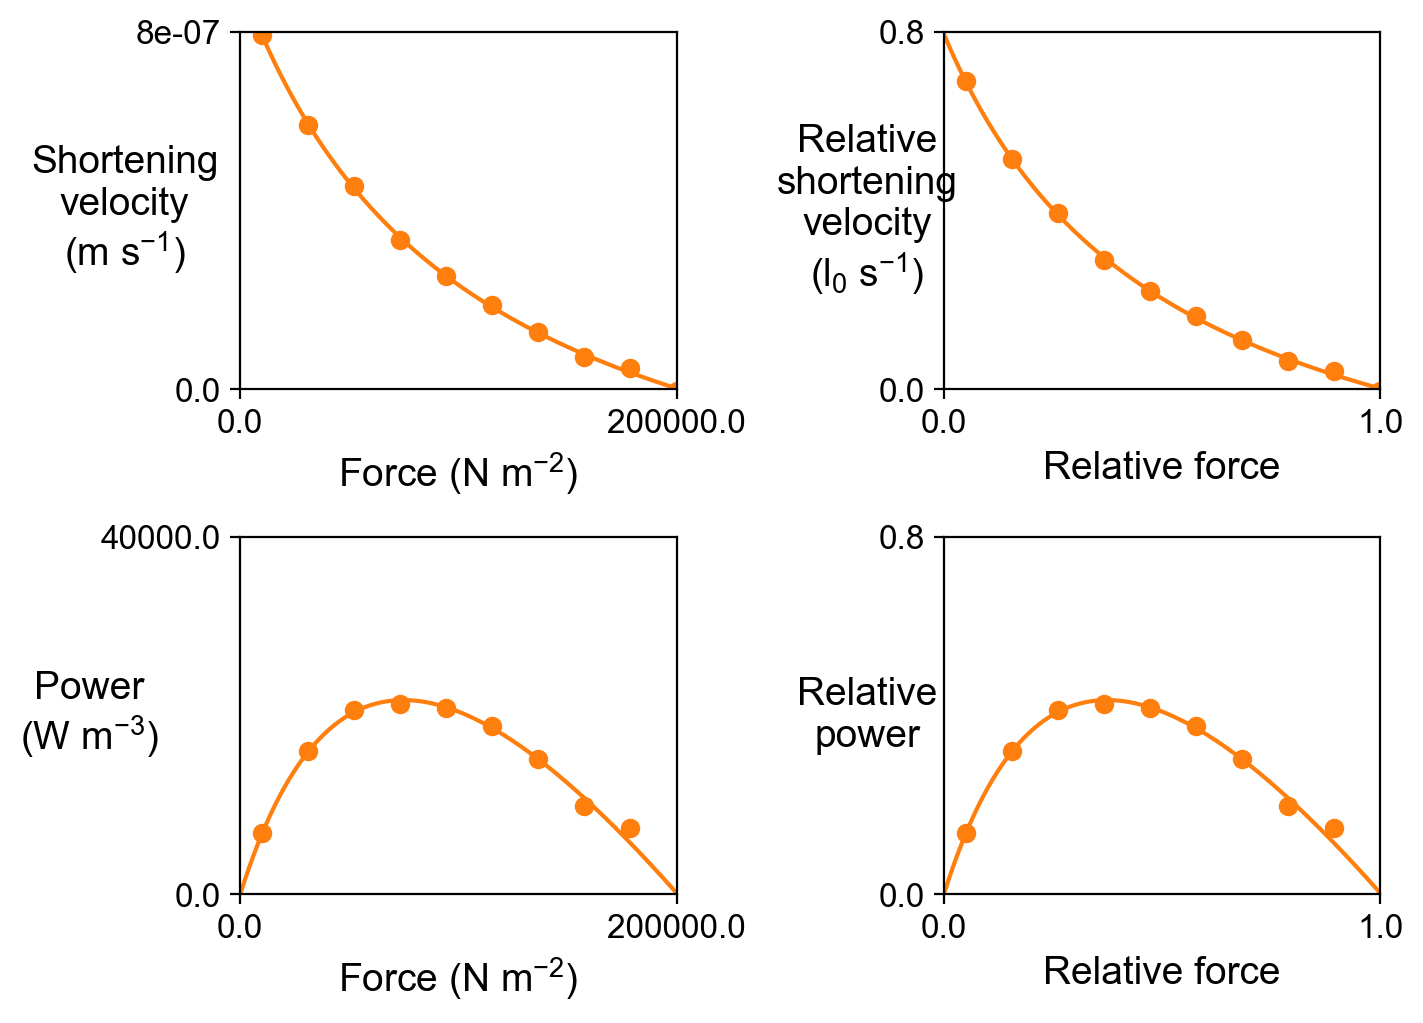 8e-07
Shortening
velocity
(m s⁻¹)
0.0
0.0
200000.0
Force (N m⁻²)
0.8
Relative
shortening
velocity
(l₀ s⁻¹)
0.0
0.0
1.0
Relative force
40000.0
Power
(W m⁻³)
0.0
0.0
200000.0
Force (N m⁻²)
0.8
Relative
power
0.0
0.0
1.0
Relative force